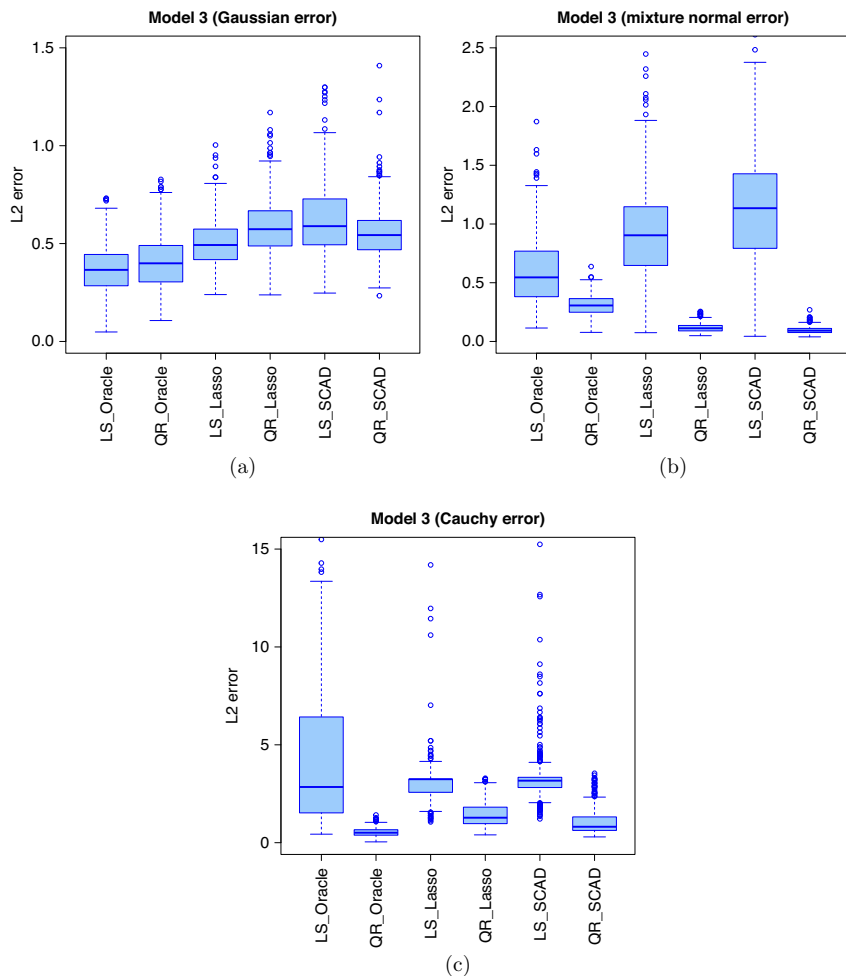 Model 3 (Gaussian error)
L2 error
1.5
1.0
0.5
0.0
LS_Oracle
QR_Oracle
LS_Lasso
QR_Lasso
LS_SCAD
QR_SCAD
(a)
Model 3 (mixture normal error)
L2 error
2.5
2.0
1.5
1.0
0.5
0.0
LS_Oracle
QR_Oracle
LS_Lasso
QR_Lasso
LS_SCAD
QR_SCAD
(b)
Model 3 (Cauchy error)
L2 error
15
10
5
0
LS_Oracle
QR_Oracle
LS_Lasso
QR_Lasso
LS_SCAD
QR_SCAD
(c)